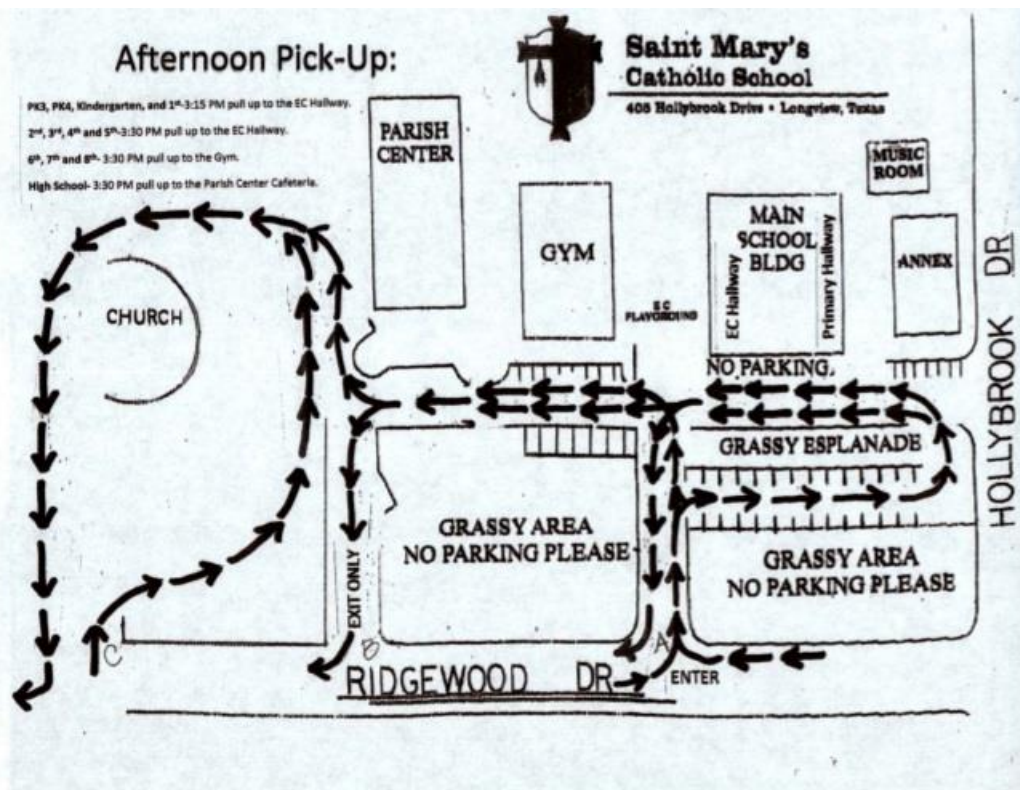 Afternoon Pick-Up:
PK3, PK4, Kindergarten, and 1st-3:15 PM pull up to the EC Hallway.
2nd, 3rd, 4th and 5th-3:30 PM pull up to the EC Hallway.
6th, 7th and 8th- 3:30 PM pull up to the Gym.
High School- 3:30 PM pull up to the Parish Center Cafeteria.
Saint Mary's
Catholic School
405 Hollybrook Drive • Longview, Texas
PARISH
CENTER
MUSIC
ROOM
GYM
MAIN
SCHOOL
BLDG
EC Hallway
Primary Hallway
ANNEX
HOLLYBROOK DR
CHURCH
E C
PLAYGROUND
NO PARKING
GRASSY ESPLANADE
GRASSY AREA
NO PARKING PLEASE
GRASSY AREA
NO PARKING PLEASE
EXIT ONLY
C
B
A
RIDGEWOOD DR
ENTER